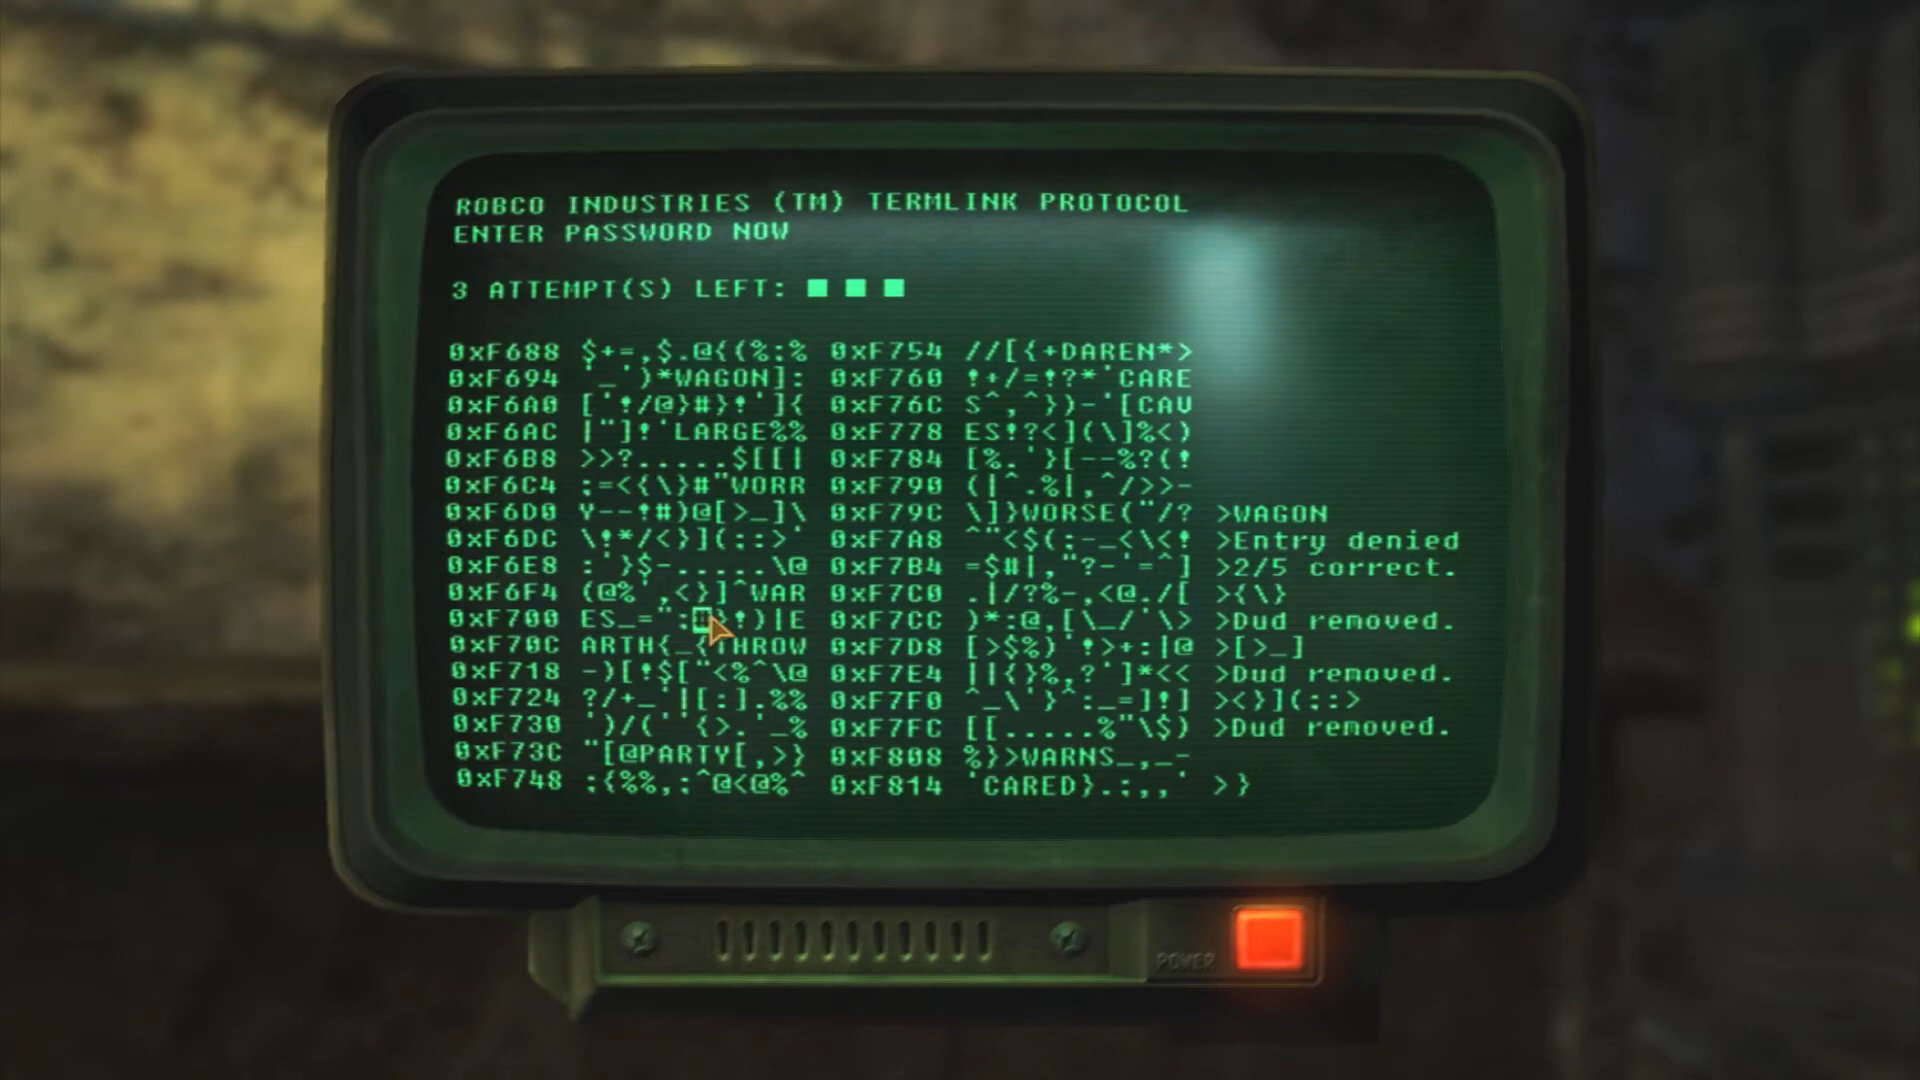 ROBCO INDUSTRIES (TM) TERMLINK PROTOCOL
ENTER PASSWORD NOW
3 ATTEMPT(S) LEFT: ■ ■ ■
0xF688 $+=,$.@{(%:% 0xF754 //[{+DAREN*>
0xF694 '_')*WAGON]: 0xF760 !+/=!?*'CARE
0xF6A0 ['!/@}#}!']{ 0xF76C S^,^})-'[CAV
0xF6AC |"]!'LARGE%% 0xF778 ES!?<](\]%<)
0xF6B8 >>?.....$[[| 0xF784 [%.'}[--%?(!
0xF6C4 ;=<{\}#"WORR 0xF790 (|^.%|,^/>>-
0xF6D0 Y--!#)@[>_]\ 0xF79C \]}WORSE("/? >WAGON
0xF6DC \!*/<}](::>' 0xF7A8 ^"<$(;-_<\<! >Entry denied
0xF6E8 :'}$-.....\@ 0xF7B4 =$#|,"?-'=^] >2/5 correct.
0xF6F4 (@%',<}]^WAR 0xF7C0 .|/?%-,<@./[ >{\}
0xF700 ES_=":#}!)|E 0xF7CC )*:@,[\_/'\> >Dud removed.
0xF70C ARTH{_{THROW 0xF7D8 [>$%}'!>+:|@ >[>_]
0xF718 -)[!$["<%^\@ 0xF7E4 ||{}%,?']*<< >Dud removed.
0xF724 ?/+_'|[:].%% 0xF7F0 ^_\'}^:_=]!] ><}](::>
0xF730 ')/(''{>.'_% 0xF7FC [[.....%"\$) >Dud removed.
0xF73C "[@PARTY[,>} 0xF808 %}>WARNS_,_-
0xF748 ;{%%,;^@<@%^ 0xF814 'CARED}.;,,' >}
POWER